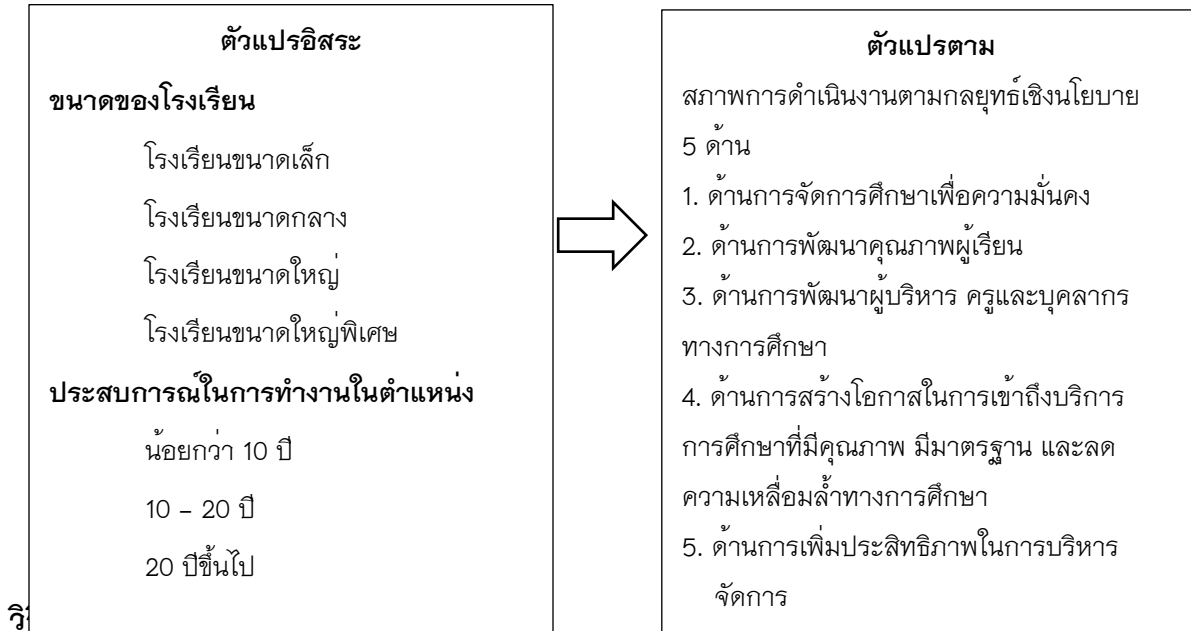 ตัวแปรอิสระ
ขนาดของโรงเรียน
โรงเรียนขนาดเล็ก
โรงเรียนขนาดกลาง
โรงเรียนขนาดใหญ่
โรงเรียนขนาดใหญ่พิเศษ
ประสบการณ์ในการทำงานในตำแหน่ง
น้อยกว่า 10 ปี
10 – 20 ปี
20 ปีขึ้นไป
ตัวแปรตาม
สภาพการดำเนินงานตามกลยุทธ์เชิงนโยบาย
5 ด้าน
1. ด้านการจัดการศึกษาเพื่อความมั่นคง
2. ด้านการพัฒนาคุณภาพผู้เรียน
3. ด้านการพัฒนาผู้บริหาร ครูและบุคลากร
ทางการศึกษา
4. ด้านการสร้างโอกาสในการเข้าถึงบริการ
การศึกษาที่มีคุณภาพ มีมาตรฐาน และลด
ความเหลื่อมล้ำทางการศึกษา
5. ด้านการเพิ่มประสิทธิภาพในการบริหาร
จัดการ